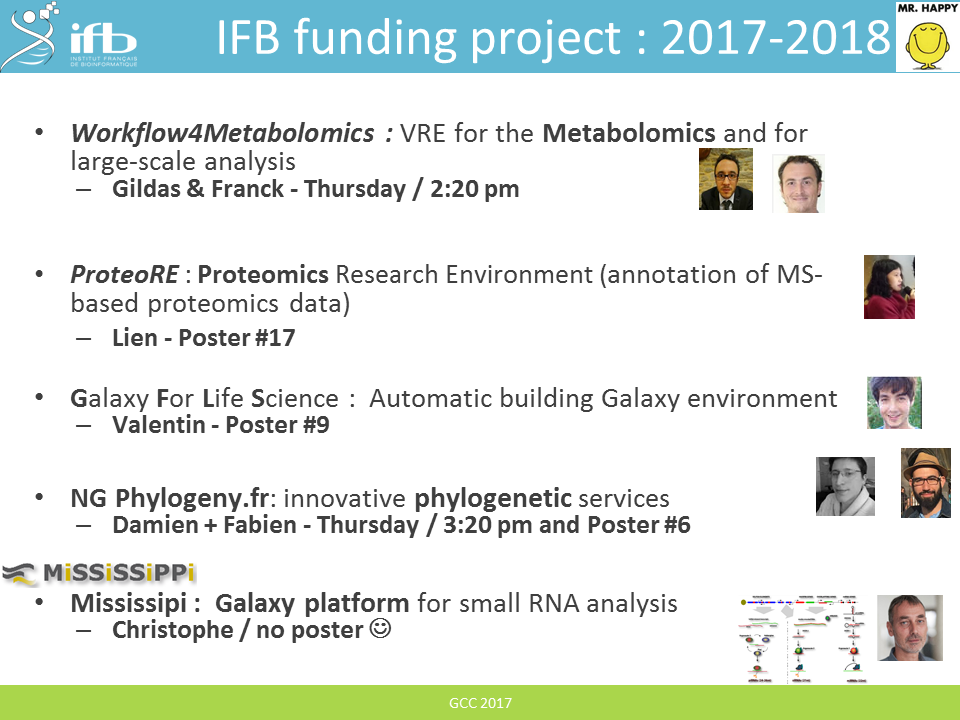 ifb
INSTITUT FRANÇAIS
DE BIOINFORMATIQUE
IFB funding project : 2017-2018
MR. HAPPY
• Workflow4Metabolomics : VRE for the Metabolomics and for
large-scale analysis
– Gildas & Franck - Thursday / 2:20 pm
• ProteoRE : Proteomics Research Environment (annotation of MS-
based proteomics data)
– Lien - Poster #17
• Galaxy For Life Science : Automatic building Galaxy environment
– Valentin - Poster #9
• NG Phylogeny.fr: innovative phylogenetic services
– Damien + Fabien - Thursday / 3:20 pm and Poster #6
MiSSiSSiPPi
• Mississipi : Galaxy platform for small RNA analysis
– Christophe / no poster ☺
GCC 2017